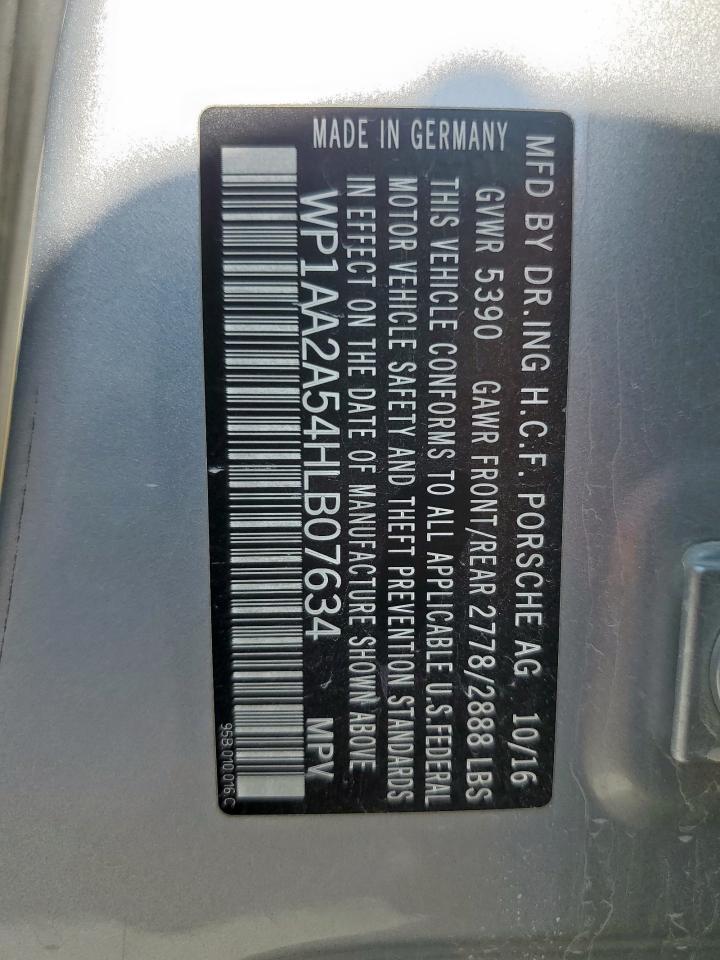 MFD BY DR.ING H.C.F. PORSCHE AG 10/16
GVWR 5390 GAWR FRONT/REAR 2778/2888 LBS
THIS VEHICLE CONFORMS TO ALL APPLICABLE U.S.FEDERAL
MOTOR VEHICLE SAFETY AND THEFT PREVENTION STANDARDS
IN EFFECT ON THE DATE OF MANUFACTURE SHOWN ABOVE
WP1AA2A54HLB07634 MPV
MADE IN GERMANY
95B.010.016.C